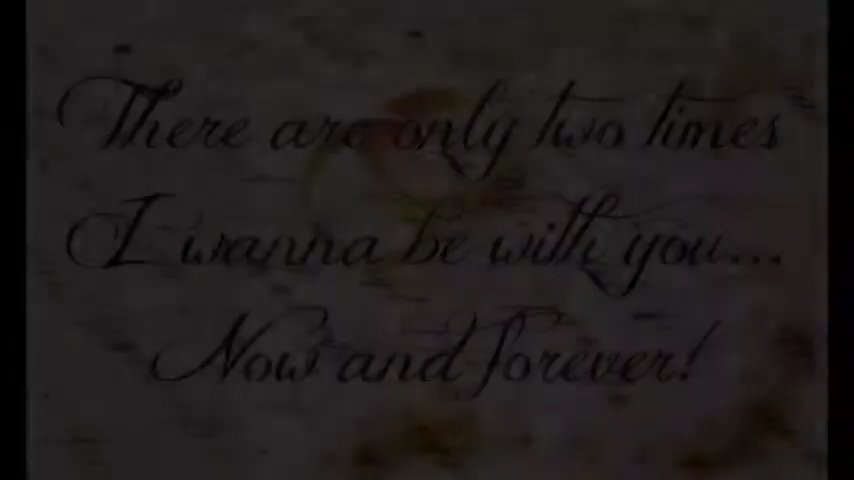 There are only two times
I wanna be with you...
Now and forever!